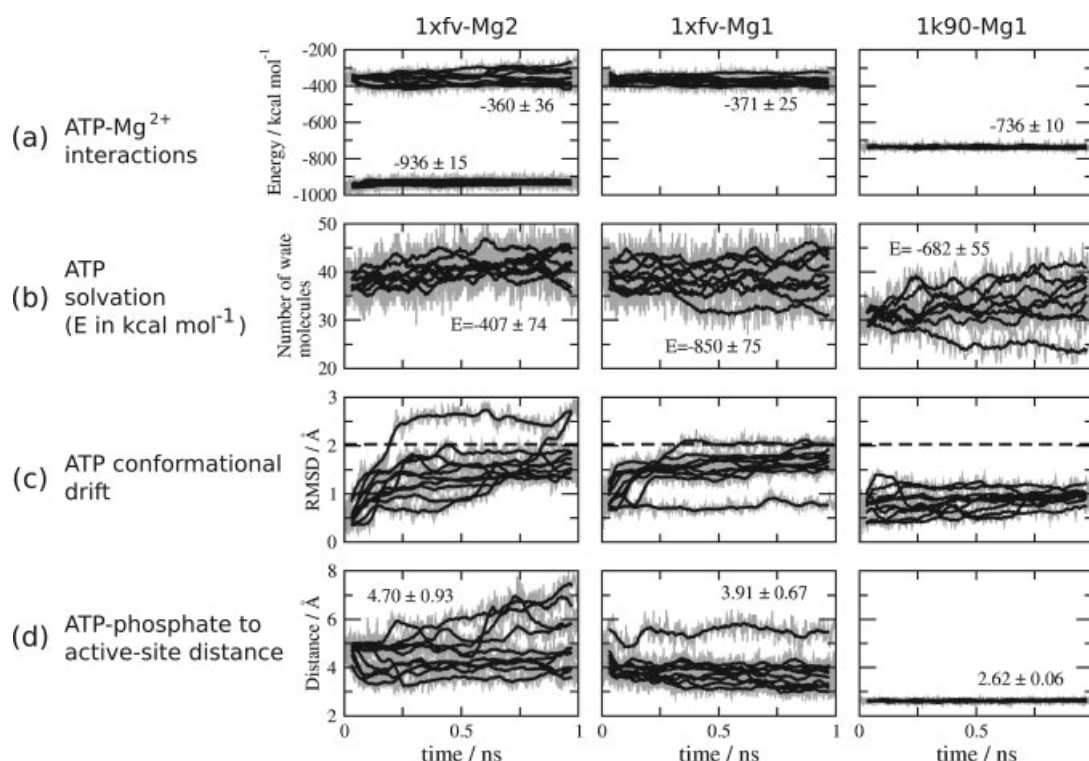 1xfv-Mg2 1xfv-Mg1 1k90-Mg1
(a) ATP-Mg²⁺
interactions
Energy / kcal mol⁻¹
-200
-400
-600
-800
-1000
-360 ± 36
-936 ± 15
-371 ± 25
-736 ± 10
(b) ATP
solvation
(E in kcal mol⁻¹)
Number of wate
molecules
50
40
30
20
E=-407 ± 74
E=-850 ± 75
E= -682 ± 55
(c) ATP conformational
drift
RMSD / Å
3
2
1
0
(d) ATP-phosphate to
active-site distance
Distance / Å
8
6
4
2
4.70 ± 0.93
3.91 ± 0.67
2.62 ± 0.06
0 0.5 1 0.5 1 0.5 1
time / ns time / ns time / ns